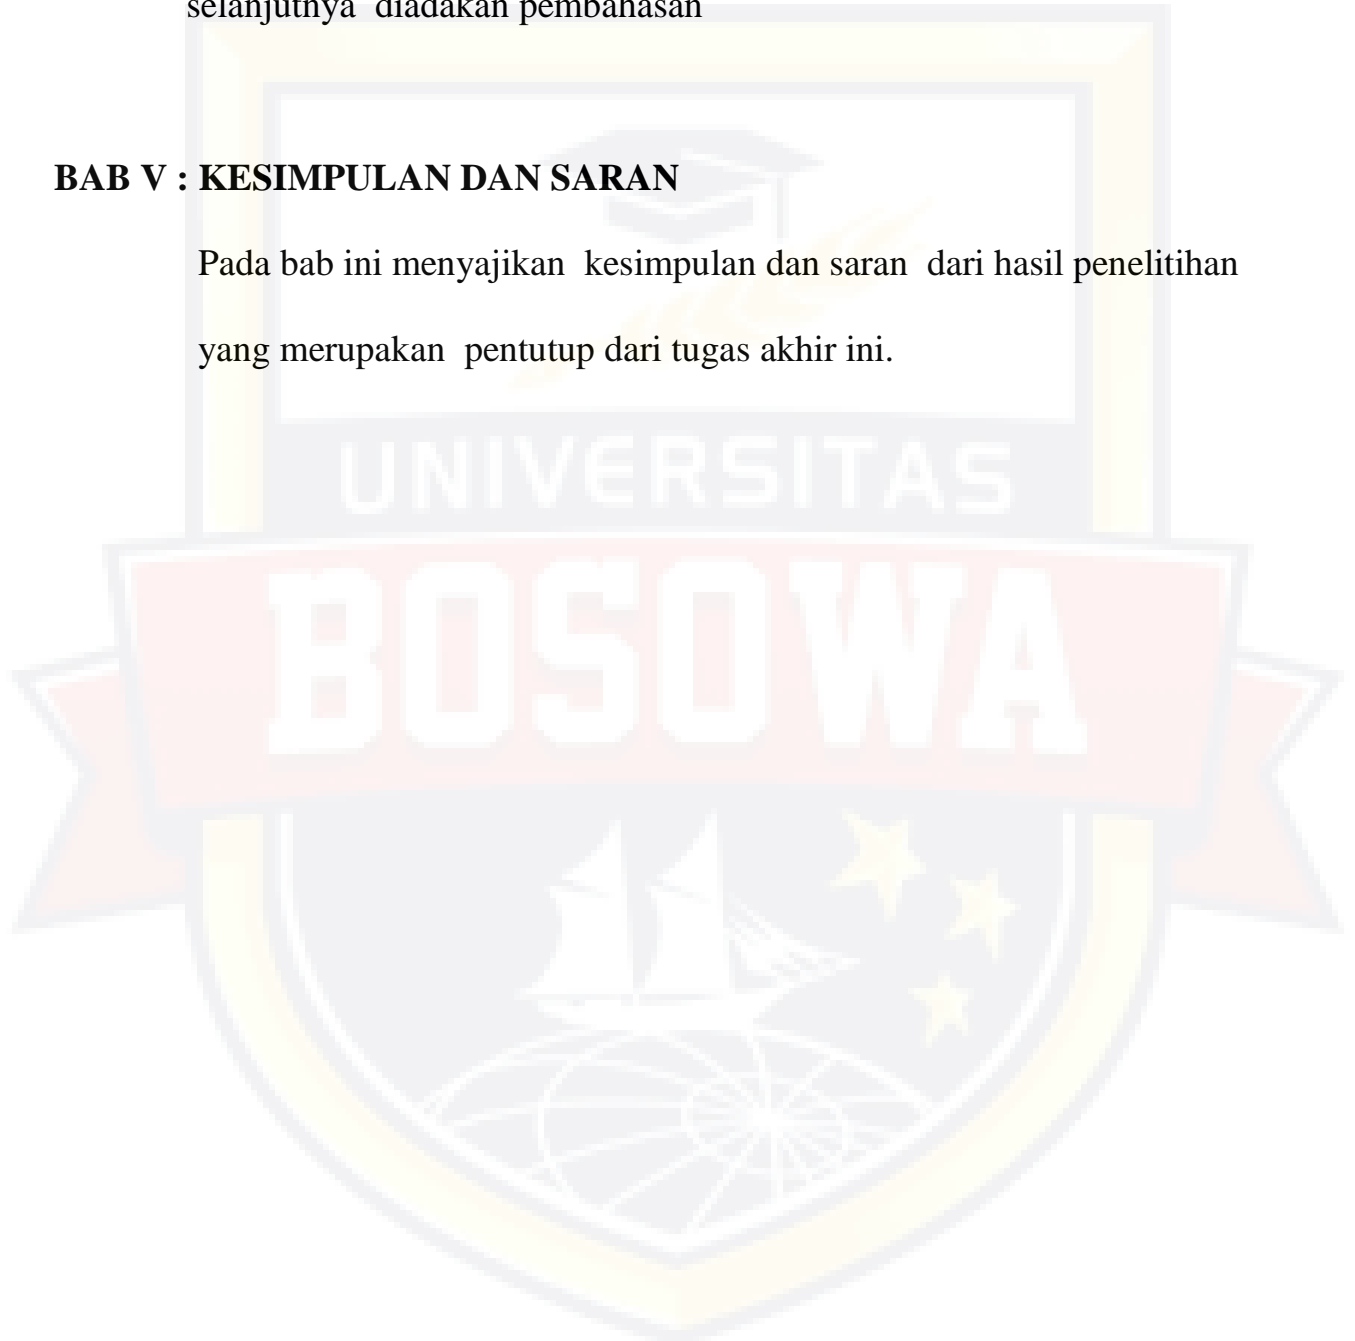 selanjutnya diadakan pembahasan
BAB V : KESIMPULAN DAN SARAN
Pada bab ini menyajikan kesimpulan dan saran dari hasil penelitihan
yang merupakan pentutup dari tugas akhir ini.
UNIVERSITAS
BOSOWA